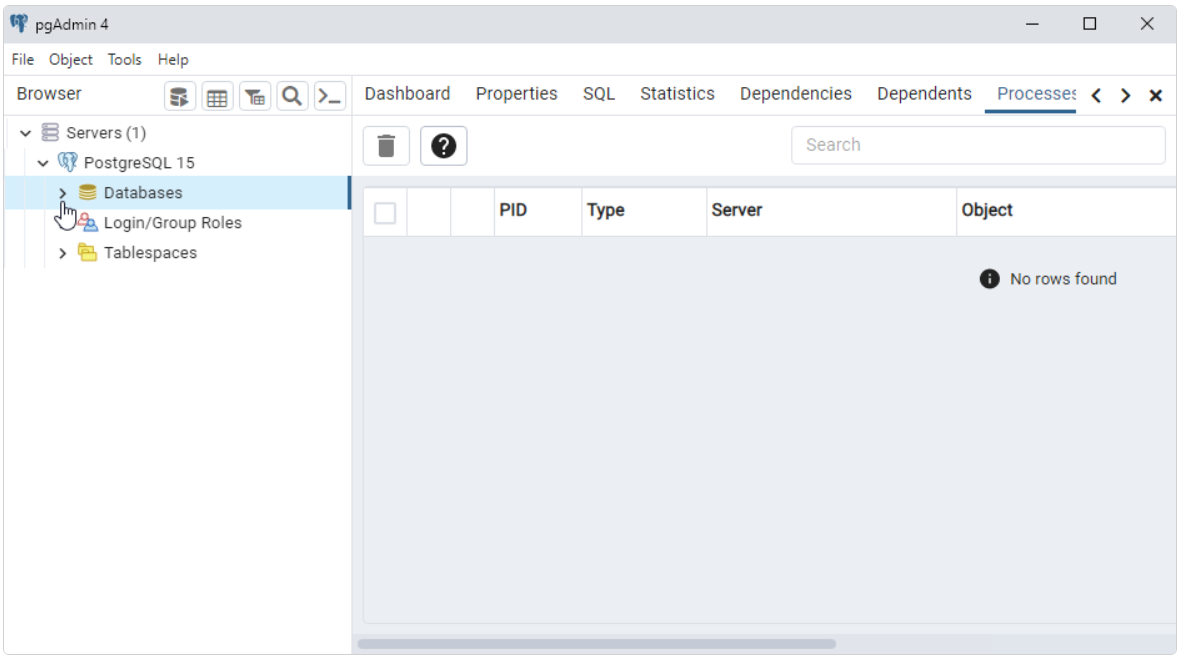 pgAdmin 4
File Object Tools Help
Browser
Dashboard Properties SQL Statistics Dependencies Dependents Processes
Servers (1)
PostgreSQL 15
Databases
Login/Group Roles
Tablespaces
Search
PID Type Server Object
No rows found